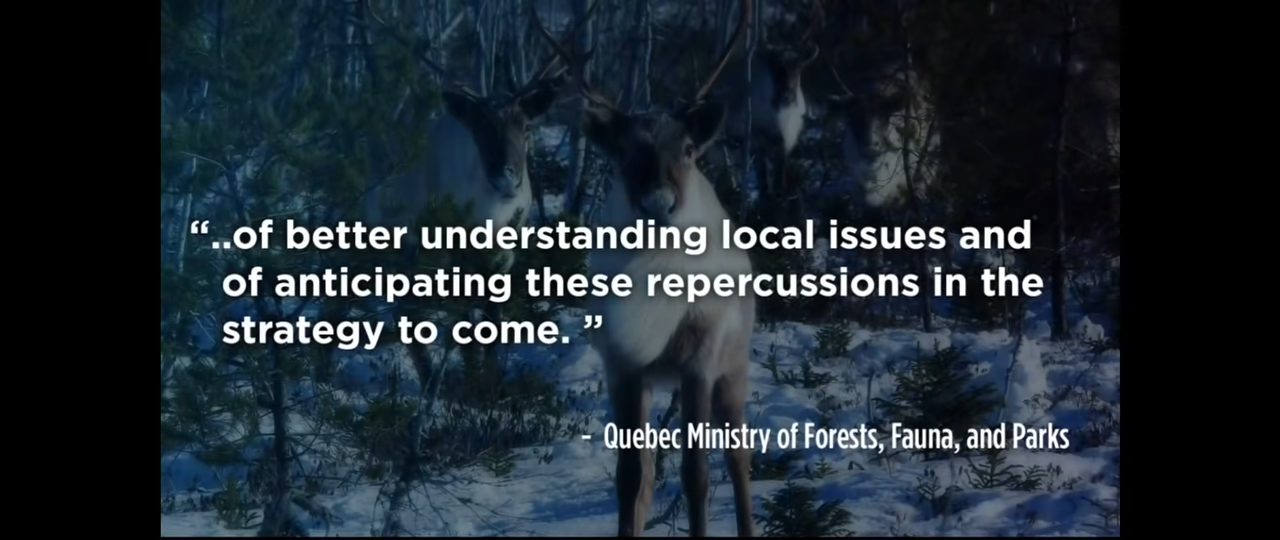 “..of better understanding local issues and
of anticipating these repercussions in the
strategy to come. ”
- Quebec Ministry of Forests, Fauna, and Parks